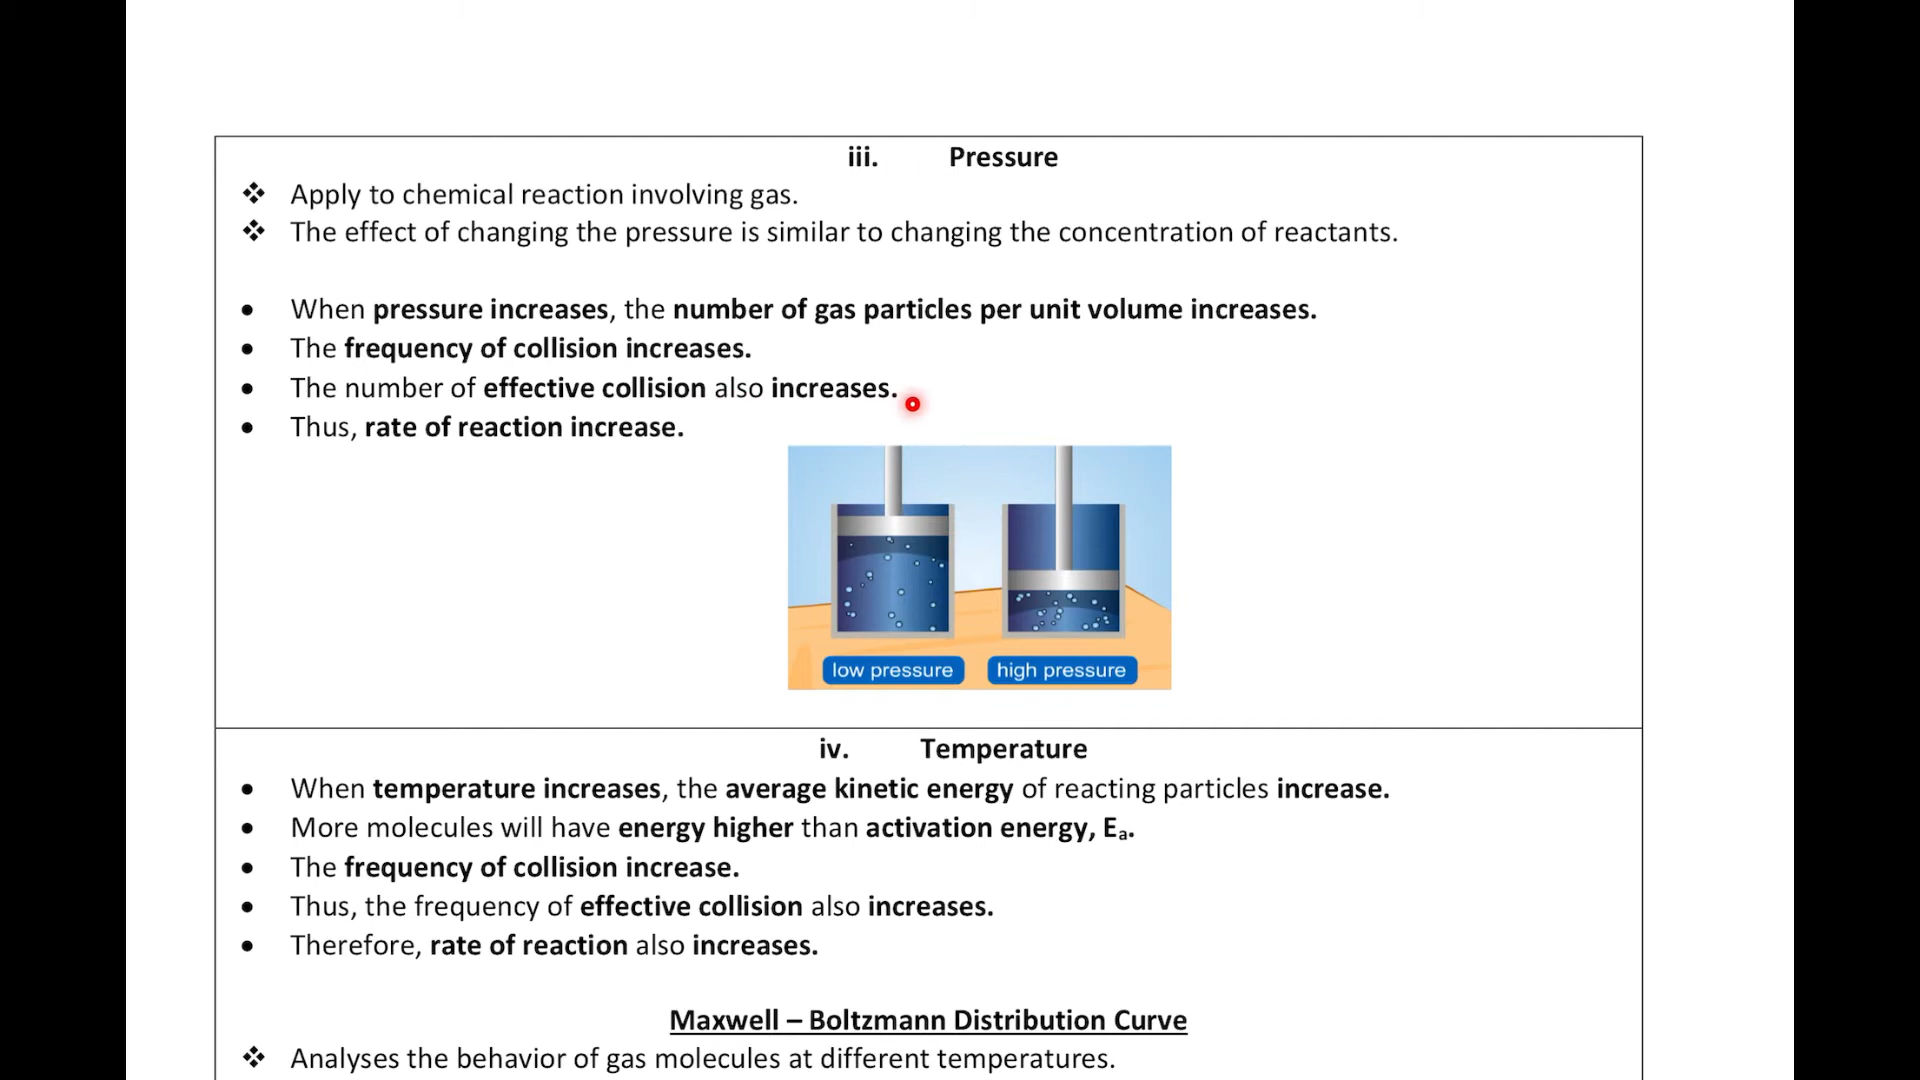 iii. Pressure
❖ Apply to chemical reaction involving gas.
❖ The effect of changing the pressure is similar to changing the concentration of reactants.
• When pressure increases, the number of gas particles per unit volume increases.
• The frequency of collision increases.
• The number of effective collision also increases.
• Thus, rate of reaction increase.
low pressure high pressure
iv. Temperature
• When temperature increases, the average kinetic energy of reacting particles increase.
• More molecules will have energy higher than activation energy, Eₐ.
• The frequency of collision increase.
• Thus, the frequency of effective collision also increases.
• Therefore, rate of reaction also increases.
Maxwell – Boltzmann Distribution Curve
❖ Analyses the behavior of gas molecules at different temperatures.